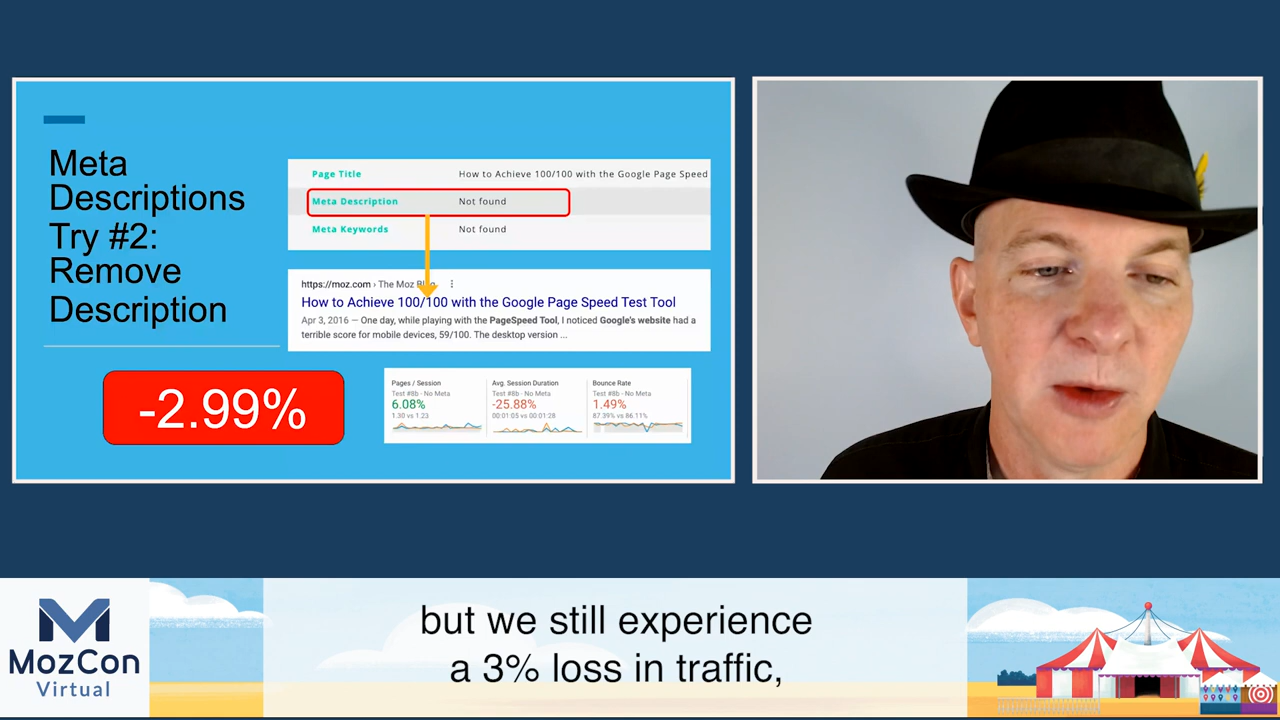 Meta
Descriptions
Try #2:
Remove
Description
-2.99%
Page Title How to Achieve 100/100 with the Google Page Speed
Meta Description Not found
Meta Keywords Not found
https://moz.com › The Moz
How to Achieve 100/100 with the Google Page Speed Test Tool
Apr 3, 2016 — One day, while playing with the PageSpeed Tool, I noticed Google's website had a
terrible score for mobile devices, 59/100. The desktop version ...
Pages / Session
Test #8b - No Meta
6.08%
1.30 vs 1.23
Avg. Session Duration
Test #8b - No Meta
-25.88%
00:01:05 vs 00:01:28
Bounce Rate
Test #8b - No Meta
1.49%
87.39% vs 86.11%
MozCon
Virtual
but we still experience
a 3% loss in traffic,